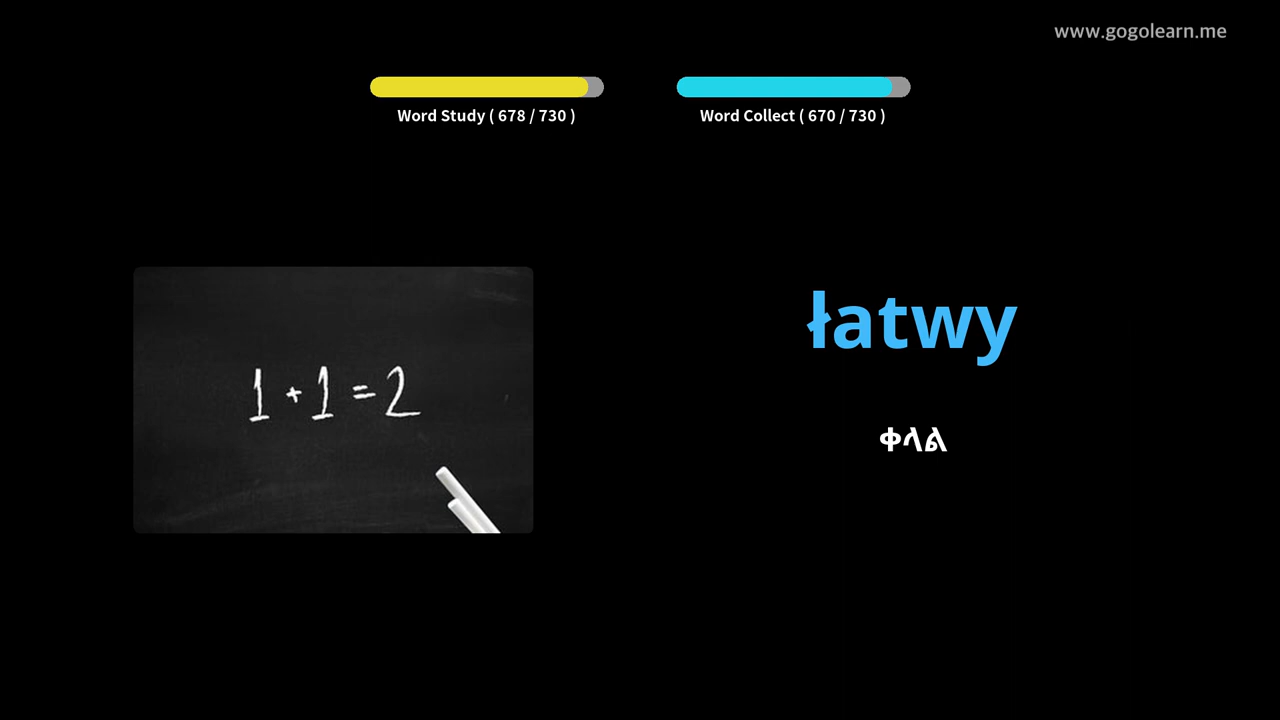 www.gogolearn.me
Word Study ( 678 / 730 )
Word Collect ( 670 / 730 )
1 + 1 = 2
łatwy
ቀላል